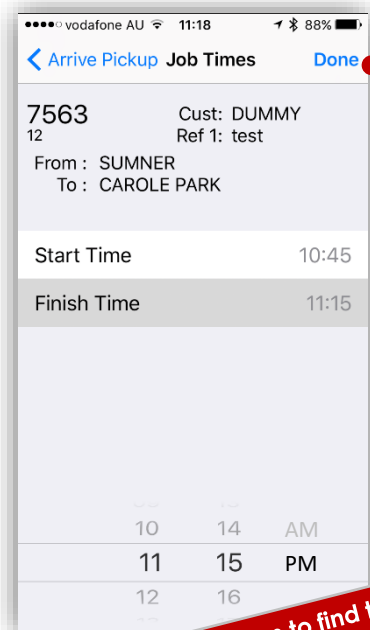 vodafone AU 11:18 88%
Arrive Pickup Job Times Done
7563 Cust: DUMMY
12 Ref 1: test
From : SUMNER
To : CAROLE PARK
Start Time 10:45
Finish Time 11:15
10 14 AM
11 15 PM
12 16
to find